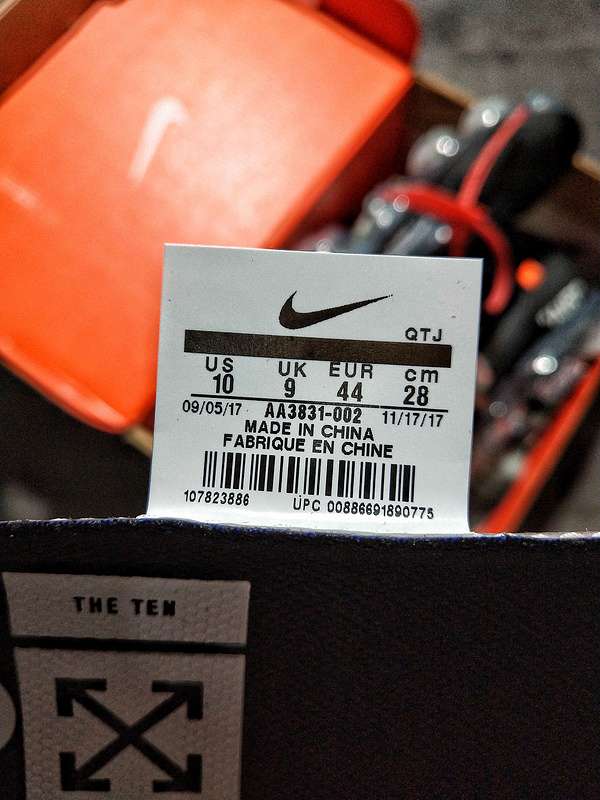 QTJ
US UK EUR cm
10 9 44 28
09/05/17 AA3831-002 11/17/17
MADE IN CHINA
FABRIQUE EN CHINE
107823886 UPC 00886691890775
THE TEN